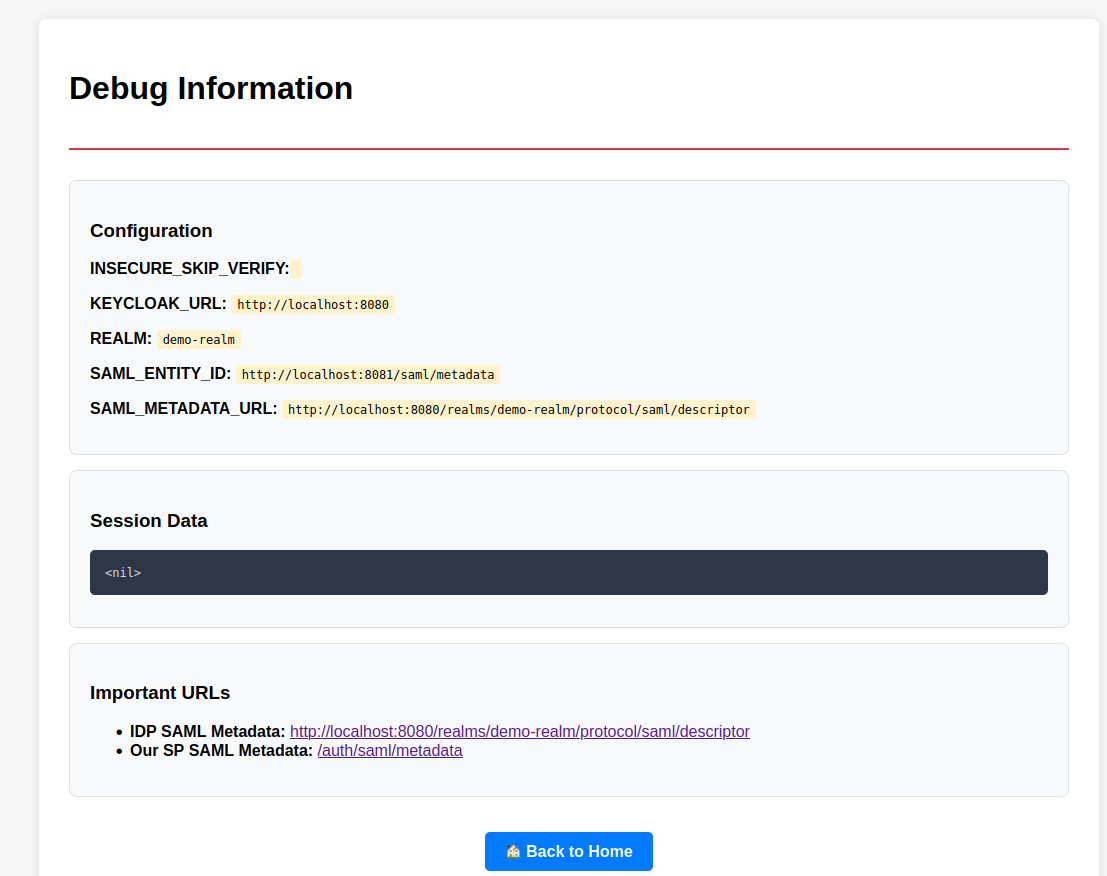 Debug Information
Configuration
INSECURE_SKIP_VERIFY:
KEYCLOAK_URL: http://localhost:8080
REALM: demo-realm
SAML_ENTITY_ID: http://localhost:8081/saml/metadata
SAML_METADATA_URL: http://localhost:8080/realms/demo-realm/protocol/saml/descriptor
Session Data
<nil>
Important URLs
• IDP SAML Metadata: http://localhost:8080/realms/demo-realm/protocol/saml/descriptor
• Our SP SAML Metadata: /auth/saml/metadata
🏠 Back to Home